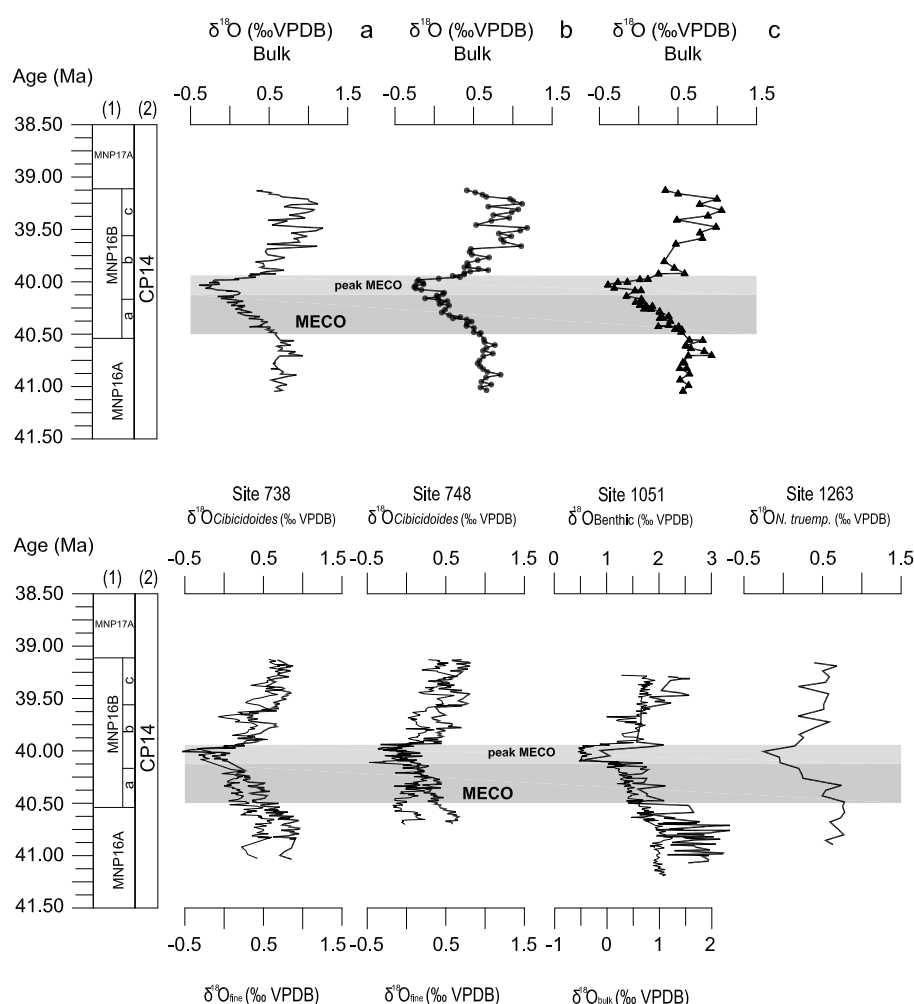 δ18O (‰VPDB) a δ18O (‰VPDB) b δ18O (‰VPDB) c
Bulk Bulk Bulk
Age (Ma)
(1) (2) -0.5 0.5 1.5 -0.5 0.5 1.5 -0.5 0.5 1.5
38.50
MNP17A
39.00
c
39.50
MNP16B
b
40.00
CP14
peak MECO
a
MECO
40.50
MNP16A
41.00
41.50
Site 738 Site 748 Site 1051 Site 1263
δ18OCibicidoides (‰ VPDB) δ18OCibicidoides (‰ VPDB) δ18OBenthic (‰ VPDB) δ18ON. truemp. (‰ VPDB)
Age (Ma)
(1) (2) -0.5 0.5 1.5 -0.5 0.5 1.5 0 1 2 3 -0.5 0.5 1.5
38.50
MNP17A
39.00
c
39.50
MNP16B
b
40.00
CP14
peak MECO
a
MECO
40.50
MNP16A
41.00
41.50
-0.5 0.5 1.5 -0.5 0.5 1.5 -1 0 1 2
δ18Ofine (‰ VPDB) δ18Ofine (‰ VPDB) δ18Obulk (‰ VPDB)